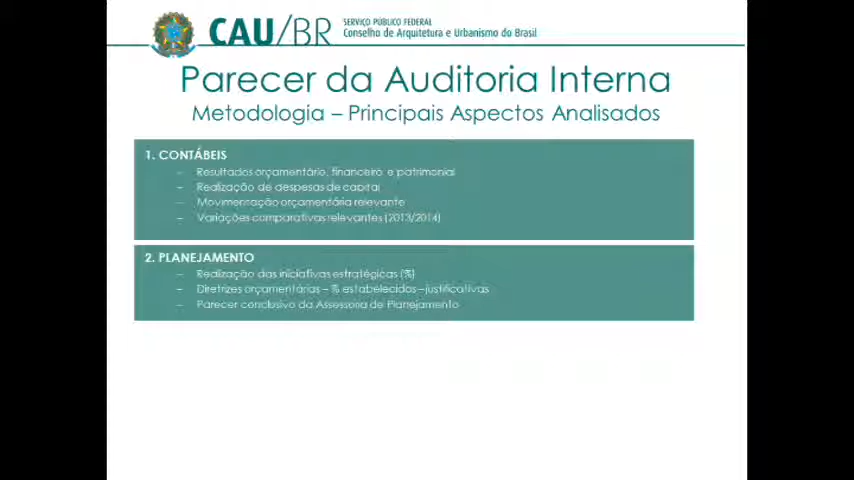 CAU/BR
SERVIÇO PÚBLICO FEDERAL
Conselho de Arquitetura e Urbanismo do Brasil
Parecer da Auditoria Interna
Metodologia – Principais Aspectos Analisados
1. CONTÁBEIS
– Resultados orçamentário, financeiro e patrimonial
– Realização de despesas de capital
– Movimentação orçamentária relevante
– Variações comparativas relevantes (2013/2014)
2. PLANEJAMENTO
– Realização das iniciativas estratégicas (%)
– Diretrizes orçamentárias – % estabelecidos – justificativas
– Parecer conclusivo da Assessoria de Planejamento